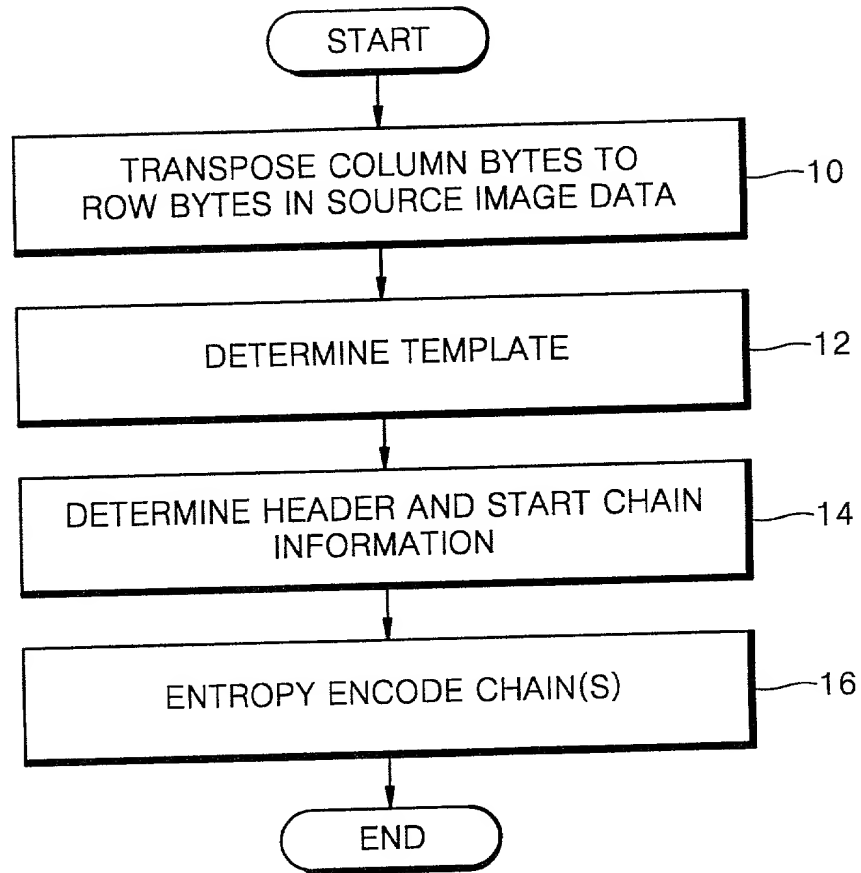 START
TRANSPOSE COLUMN BYTES TO
ROW BYTES IN SOURCE IMAGE DATA
10
DETERMINE TEMPLATE
12
DETERMINE HEADER AND START CHAIN
INFORMATION
14
ENTROPY ENCODE CHAIN(S)
16
END